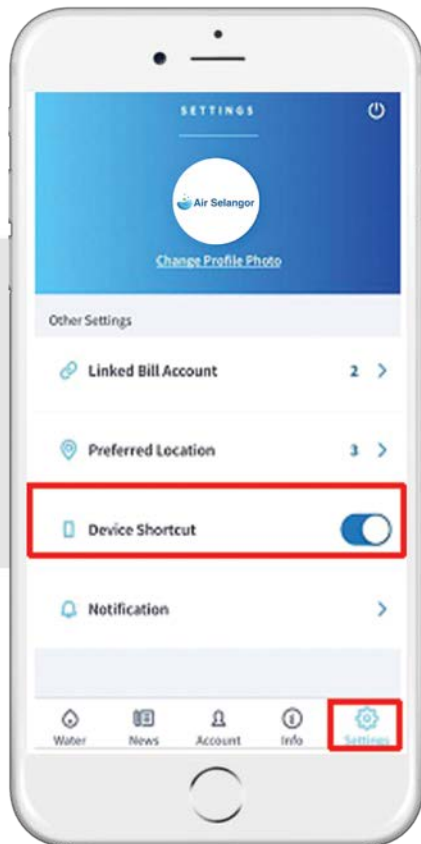 SETTINGS
Air Selangor
Change Profile Photo
Other Settings
Linked Bill Account 2
Preferred Location 3
Device Shortcut
Notification
Water News Account Info Settings